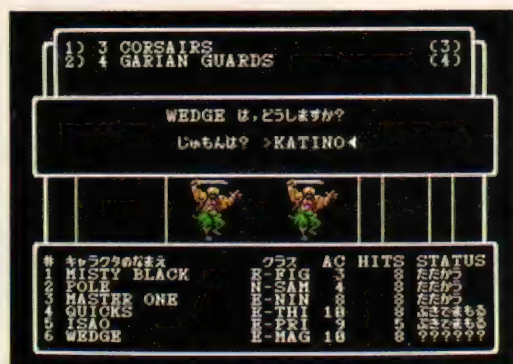 1) 3 CORSAIRS (3)
2) 4 GARIAN GUARDS (4)
WEDGE は,どうしますか?
じゅもんは? >KATINO◀
# キャラクタのなまえ クラス AC HITS STATUS
1 MISTY BLACK E-FIG 3 8 たたかう
2 POLE N-SAM 4 8 たたかう
3 MASTER ONE E-NIN 8 8 たたかう
4 QUICKS E-THI 10 8 ぶきでまもる
5 ISAO E-PRI 9 5 ぶきでまもる
6 WEDGE E-MAG 10 8 ??????